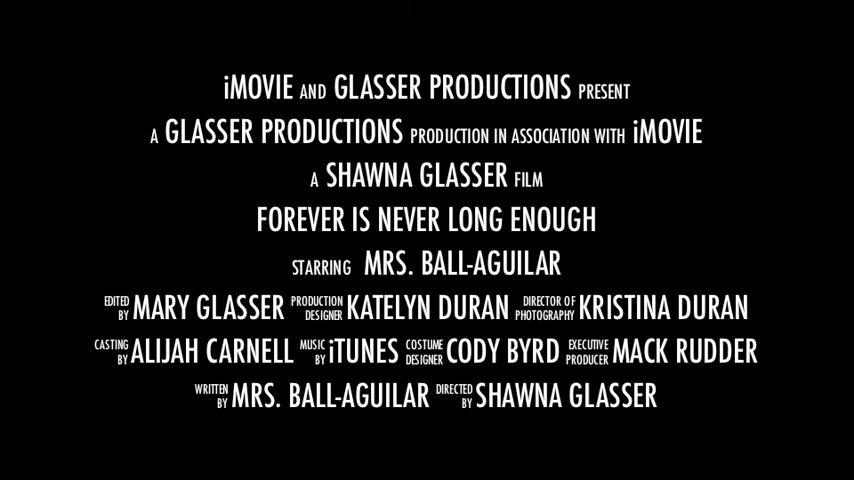 iMOVIE AND GLASSER PRODUCTIONS PRESENT
A GLASSER PRODUCTIONS PRODUCTION IN ASSOCIATION WITH iMOVIE
A SHAWNA GLASSER FILM
FOREVER IS NEVER LONG ENOUGH
STARRING MRS. BALL-AGUILAR
EDITED BY MARY GLASSER PRODUCTION DESIGNER KATELYN DURAN DIRECTOR OF PHOTOGRAPHY KRISTINA DURAN
CASTING BY ALIJAH CARNELL MUSIC BY iTUNES COSTUME DESIGNER CODY BYRD EXECUTIVE PRODUCER MACK RUDDER
WRITTEN BY MRS. BALL-AGUILAR DIRECTED BY SHAWNA GLASSER